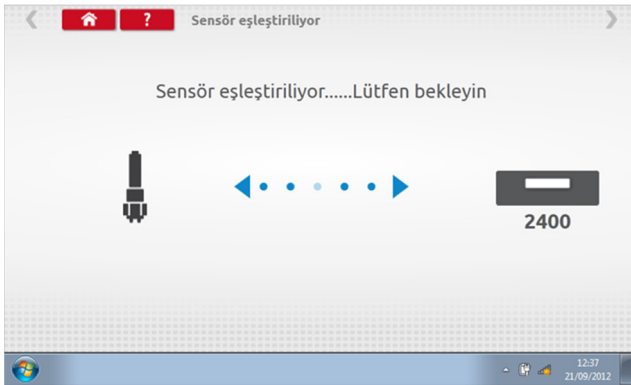 ? Sensör eşleştiriliyor
Sensör eşleştiriliyor......Lütfen bekleyin
2400
12:37
21/09/2012